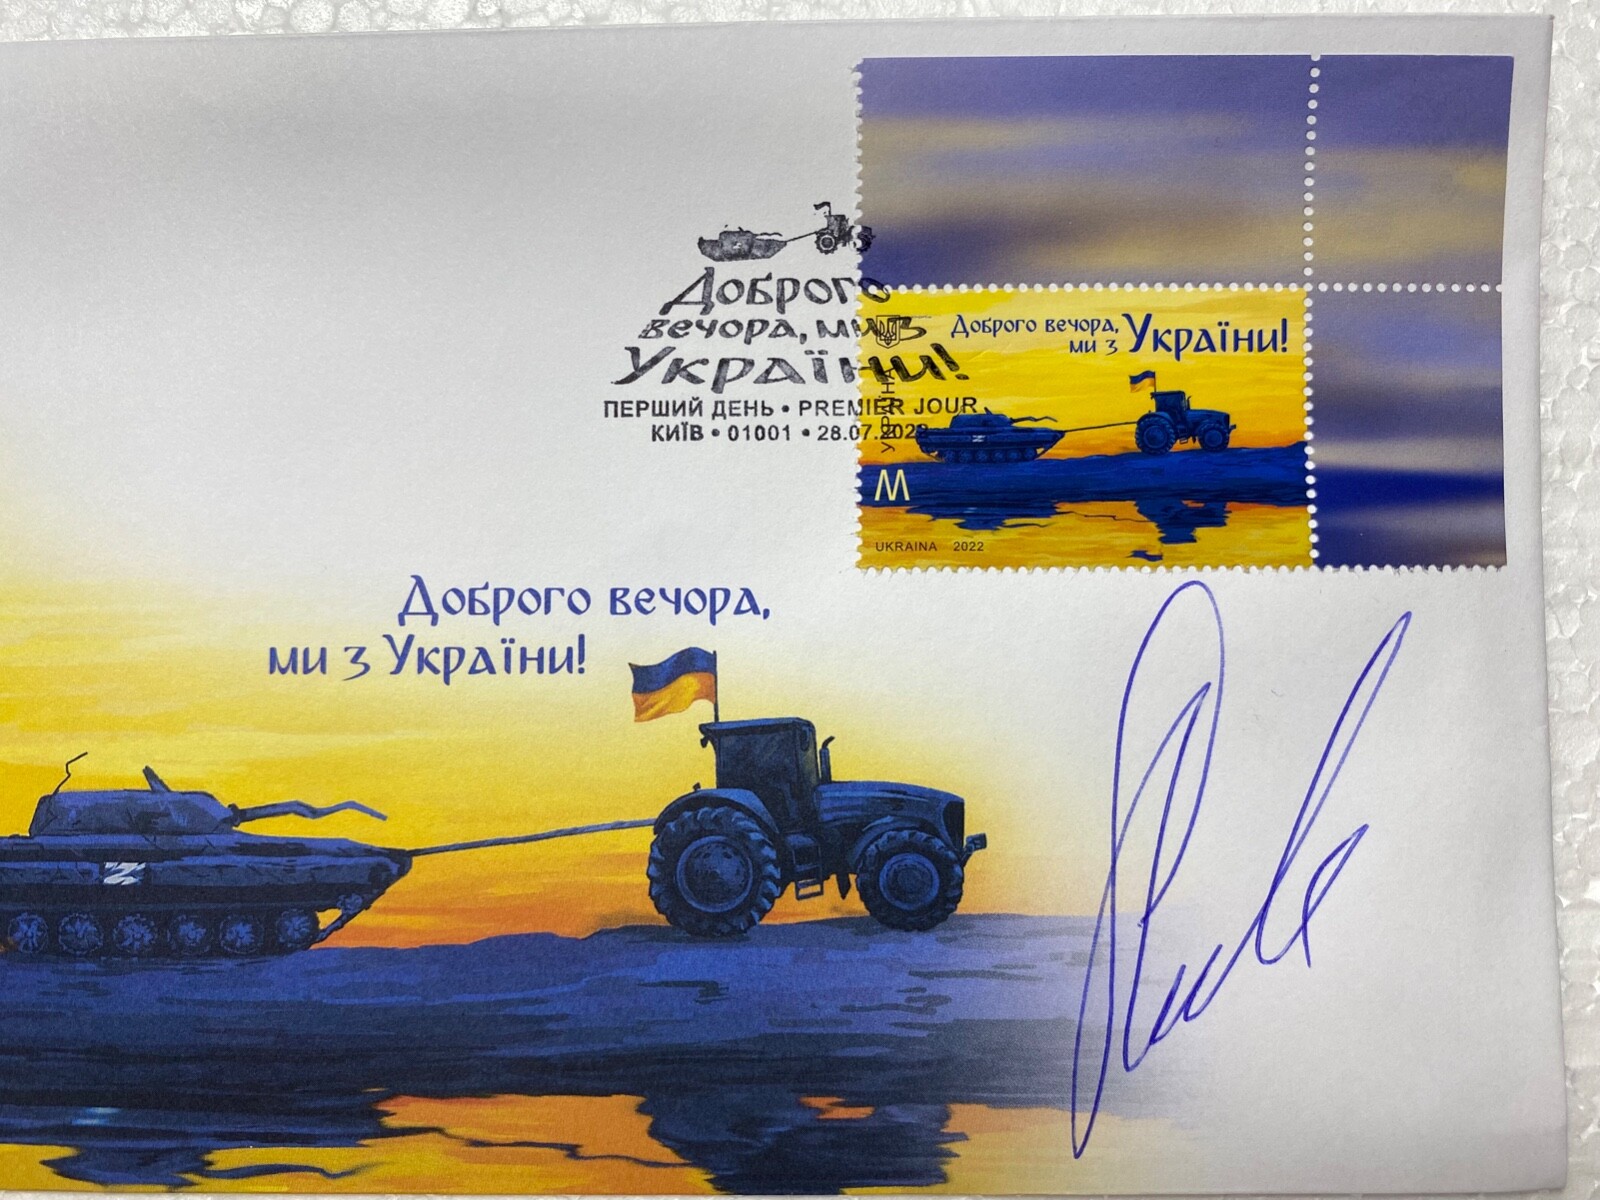 Доброго
вечора, ми з
України!
ПЕРШИЙ ДЕНЬ • PREMIER JOUR
КИЇВ • 01001 • 28.07.2022
Доброго вечора,
ми з України!
УКРАЇНА
M
UKRAINA 2022
Доброго вечора,
ми з України!
Z